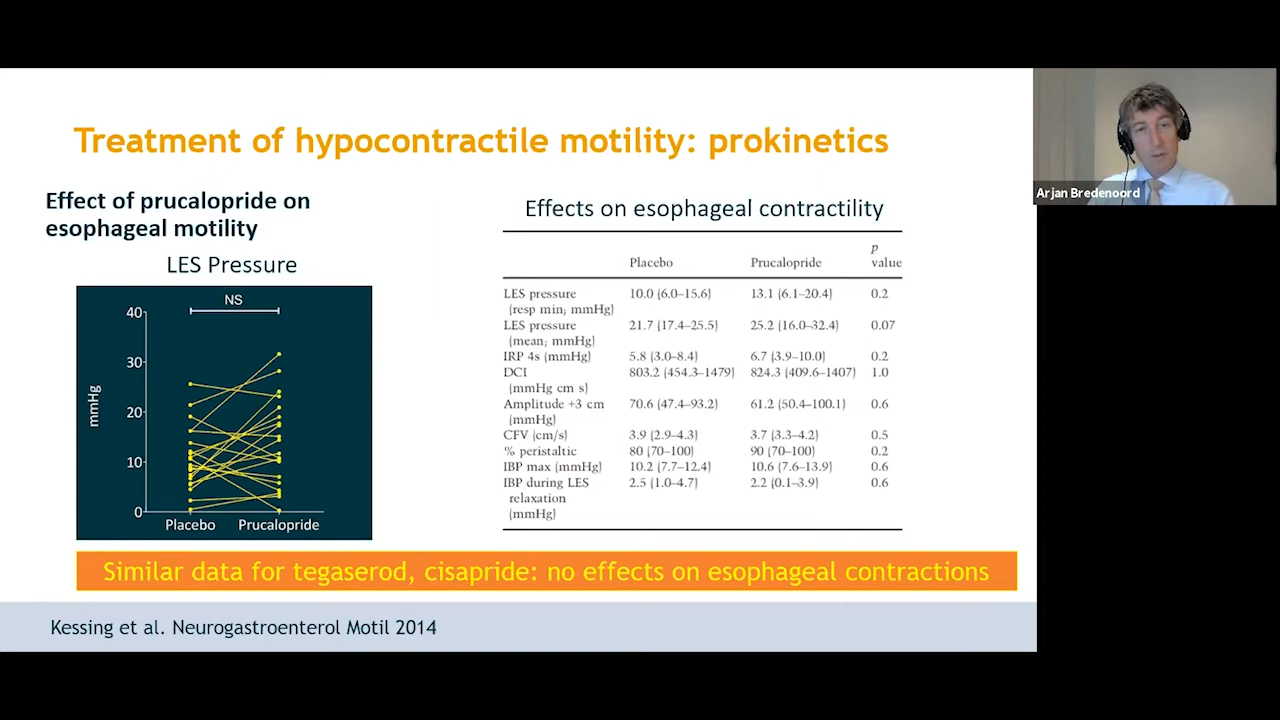 Treatment of hypocontractile motility: prokinetics
Arjan Bredenoord
Effect of prucalopride on
esophageal motility
LES Pressure
NS
40
30
20
10
0
mmHg
Placebo Prucalopride
Effects on esophageal contractility
p
Placebo Prucalopride value
LES pressure 10.0 (6.0–15.6) 13.1 (6.1–20.4) 0.2
(resp min; mmHg)
LES pressure 21.7 (17.4–25.5) 25.2 (16.0–32.4) 0.07
(mean; mmHg)
IRP 4s (mmHg) 5.8 (3.0–8.4) 6.7 (3.9–10.0) 0.2
DCI 803.2 (454.3–1479) 824.3 (409.6–1407) 1.0
(mmHg cm s)
Amplitude +3 cm 70.6 (47.4–93.2) 61.2 (50.4–100.1) 0.6
(mmHg)
CFV (cm/s) 3.9 (2.9–4.3) 3.7 (3.3–4.2) 0.5
% peristaltic 80 (70–100) 90 (70–100) 0.2
IBP max (mmHg) 10.2 (7.7–12.4) 10.6 (7.6–13.9) 0.6
IBP during LES 2.5 (1.0–4.7) 2.2 (0.1–3.9) 0.6
relaxation
(mmHg)
Similar data for tegaserod, cisapride: no effects on esophageal contractions
Kessing et al. Neurogastroenterol Motil 2014